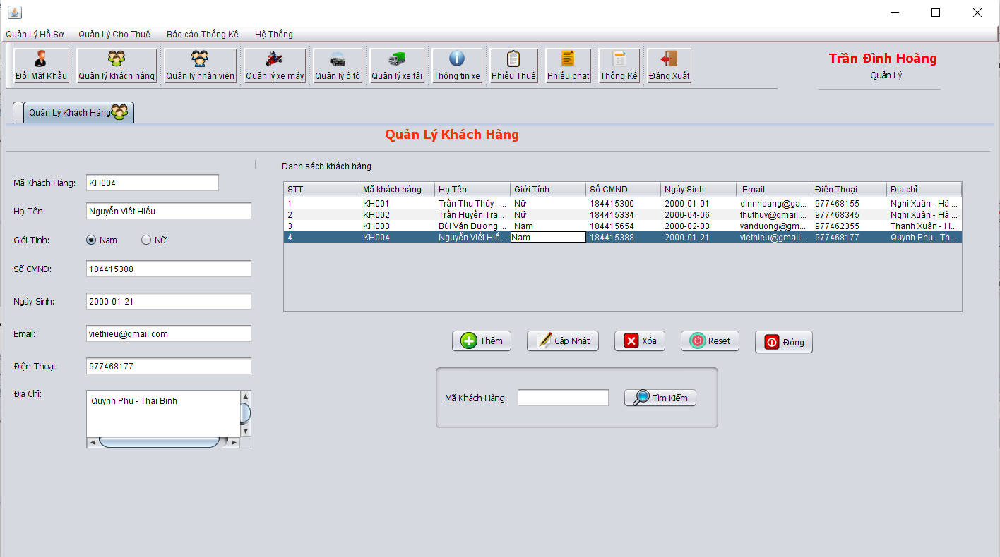 Quản Lý Hồ Sơ Quản Lý Cho Thuê Báo cáo-Thống Kê Hệ Thống
Đổi Mật Khẩu Quản lý khách hàng Quản lý nhân viên Quản lý xe máy Quản lý ô tô Quản lý xe tải Thông tin xe Phiếu Thuê Phiếu phạt Thống Kê Đăng Xuất
Trần Đình Hoàng
Quản Lý
Quản Lý Khách Hàng
Quản Lý Khách Hàng
Mã Khách Hàng: KH004
Họ Tên: Nguyễn Viết Hiếu
Giới Tính: Nam Nữ
Số CMND: 184415388
Ngày Sinh: 2000-01-21
Email: viethieu@gmail.com
Điện Thoại: 977468177
Địa Chỉ: Quynh Phu - Thai Binh
Danh sách khách hàng
STT Mã khách hàng Họ Tên Giới Tính Số CMND Ngày Sinh Email Điện Thoại Địa chỉ
1 KH001 Trần Thu Thủy ... Nữ 184415300 2000-01-01 dinnhoang@ga... 977468155 Nghi Xuân - Hà ...
2 KH002 Trần Huyền Tra... Nữ 184415334 2000-04-06 thuthuy@gmail.... 977468345 Nghi Xuân - Hà ...
3 KH003 Bùi Văn Dương ... Nam 184415654 2000-02-03 vanduong@gm... 977462355 Thanh Xuân - H...
4 KH004 Nguyễn Viết Hiế... Nam 184415388 2000-01-21 viethieu@gmail... 977468177 Quynh Phu - Th...
Thêm Cập Nhật Xóa Reset Đóng
Mã Khách Hàng: Tìm Kiếm